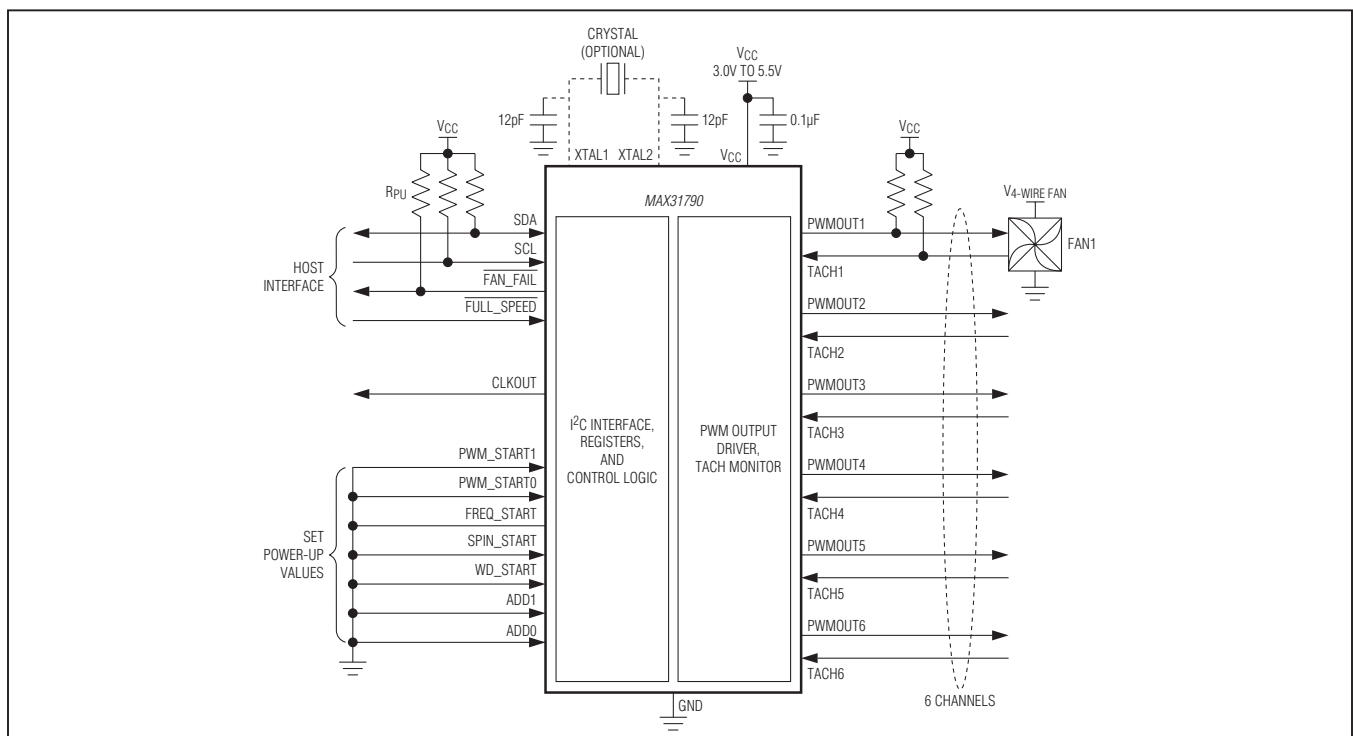 CRYSTAL
(OPTIONAL)
VCC
3.0V TO 5.5V
12pF
12pF
0.1µF
VCC
RPU
XTAL1 XTAL2
VCC
VCC
MAX31790
V4-WIRE FAN
FAN1
SDA
SCL
FAN_FAIL
FULL_SPEED
HOST
INTERFACE
CLKOUT
PWM_START1
PWM_START0
FREQ_START
SPIN_START
WD_START
ADD1
ADD0
SET
POWER-UP
VALUES
I2C INTERFACE,
REGISTERS,
AND
CONTROL LOGIC
PWM OUTPUT
DRIVER,
TACH MONITOR
PWMOUT1
TACH1
PWMOUT2
TACH2
PWMOUT3
TACH3
PWMOUT4
TACH4
PWMOUT5
TACH5
PWMOUT6
TACH6
GND
6 CHANNELS